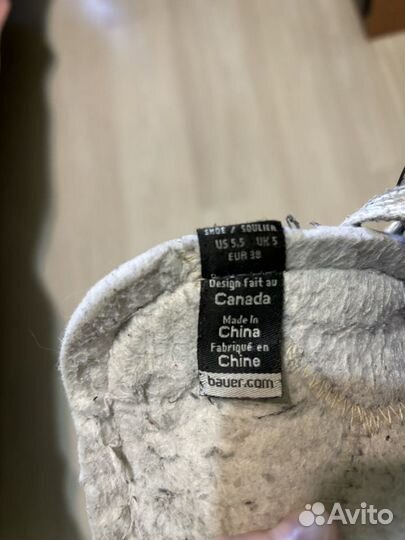 SHOE / SOULIER
US 5.5 UK 5
EUR 38
Design fait au
Canada
Made in
China
Fabriqué en
Chine
bauer.com
Avito